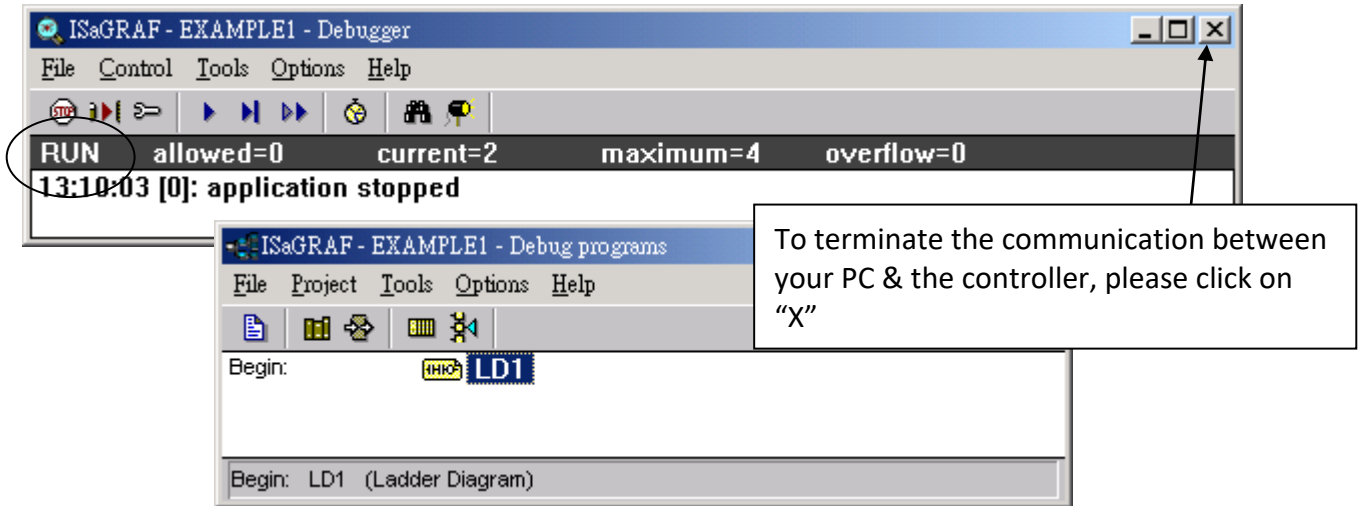 ISaGRAF - EXAMPLE1 - Debugger
File Control Tools Options Help
STOP
RUN allowed=0 current=2 maximum=4 overflow=0
13:10:03 [0]: application stopped
To terminate the communication between
your PC & the controller, please click on
“X”
ISaGRAF - EXAMPLE1 - Debug programs
File Project Tools Options Help
Begin: LD1
Begin: LD1 (Ladder Diagram)